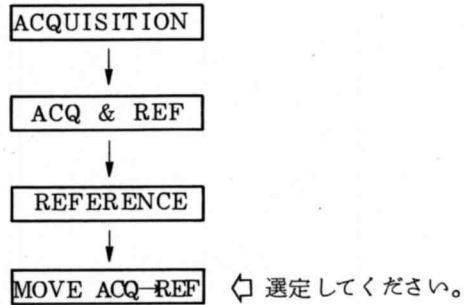 ACQUISITION
ACQ & REF
REFERENCE
MOVE ACQ→REF ⇦ 選定してください。